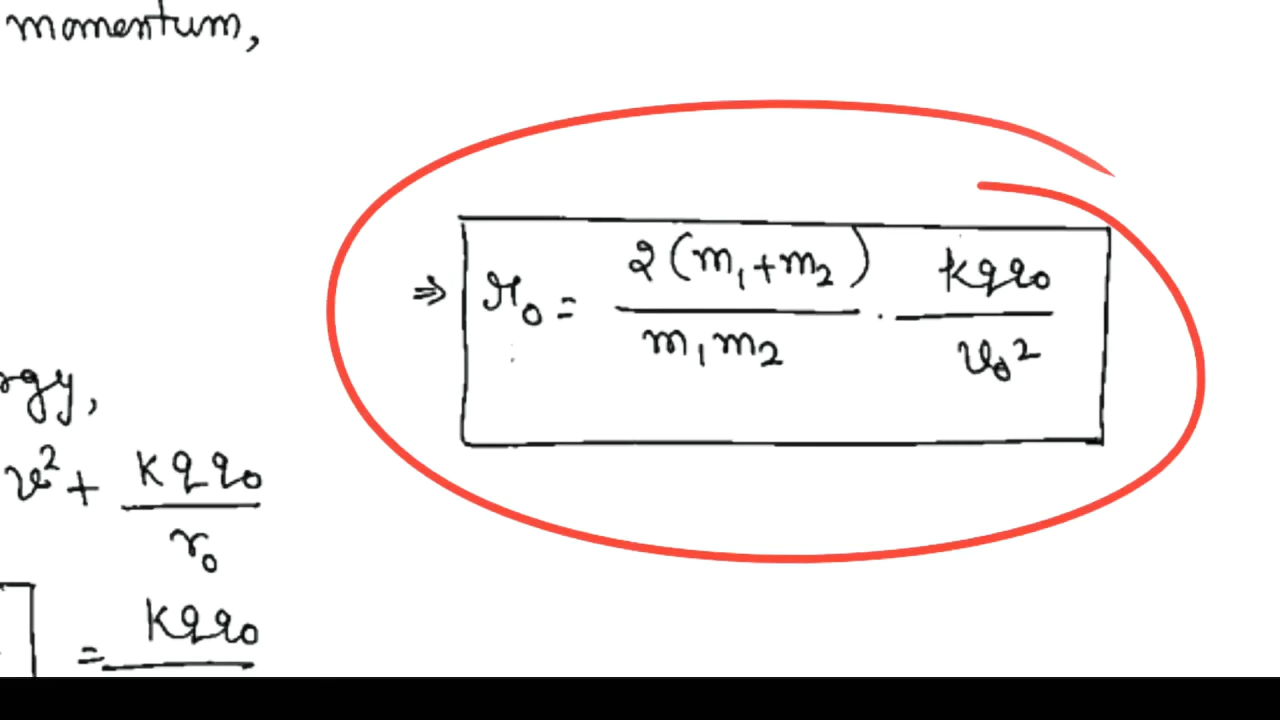 momentum,
⇒ r₀ = 2(m₁+m₂)/m₁m₂ · kqq₀/v₀²
rgy,
v² + kqq₀/r₀
= kqq₀